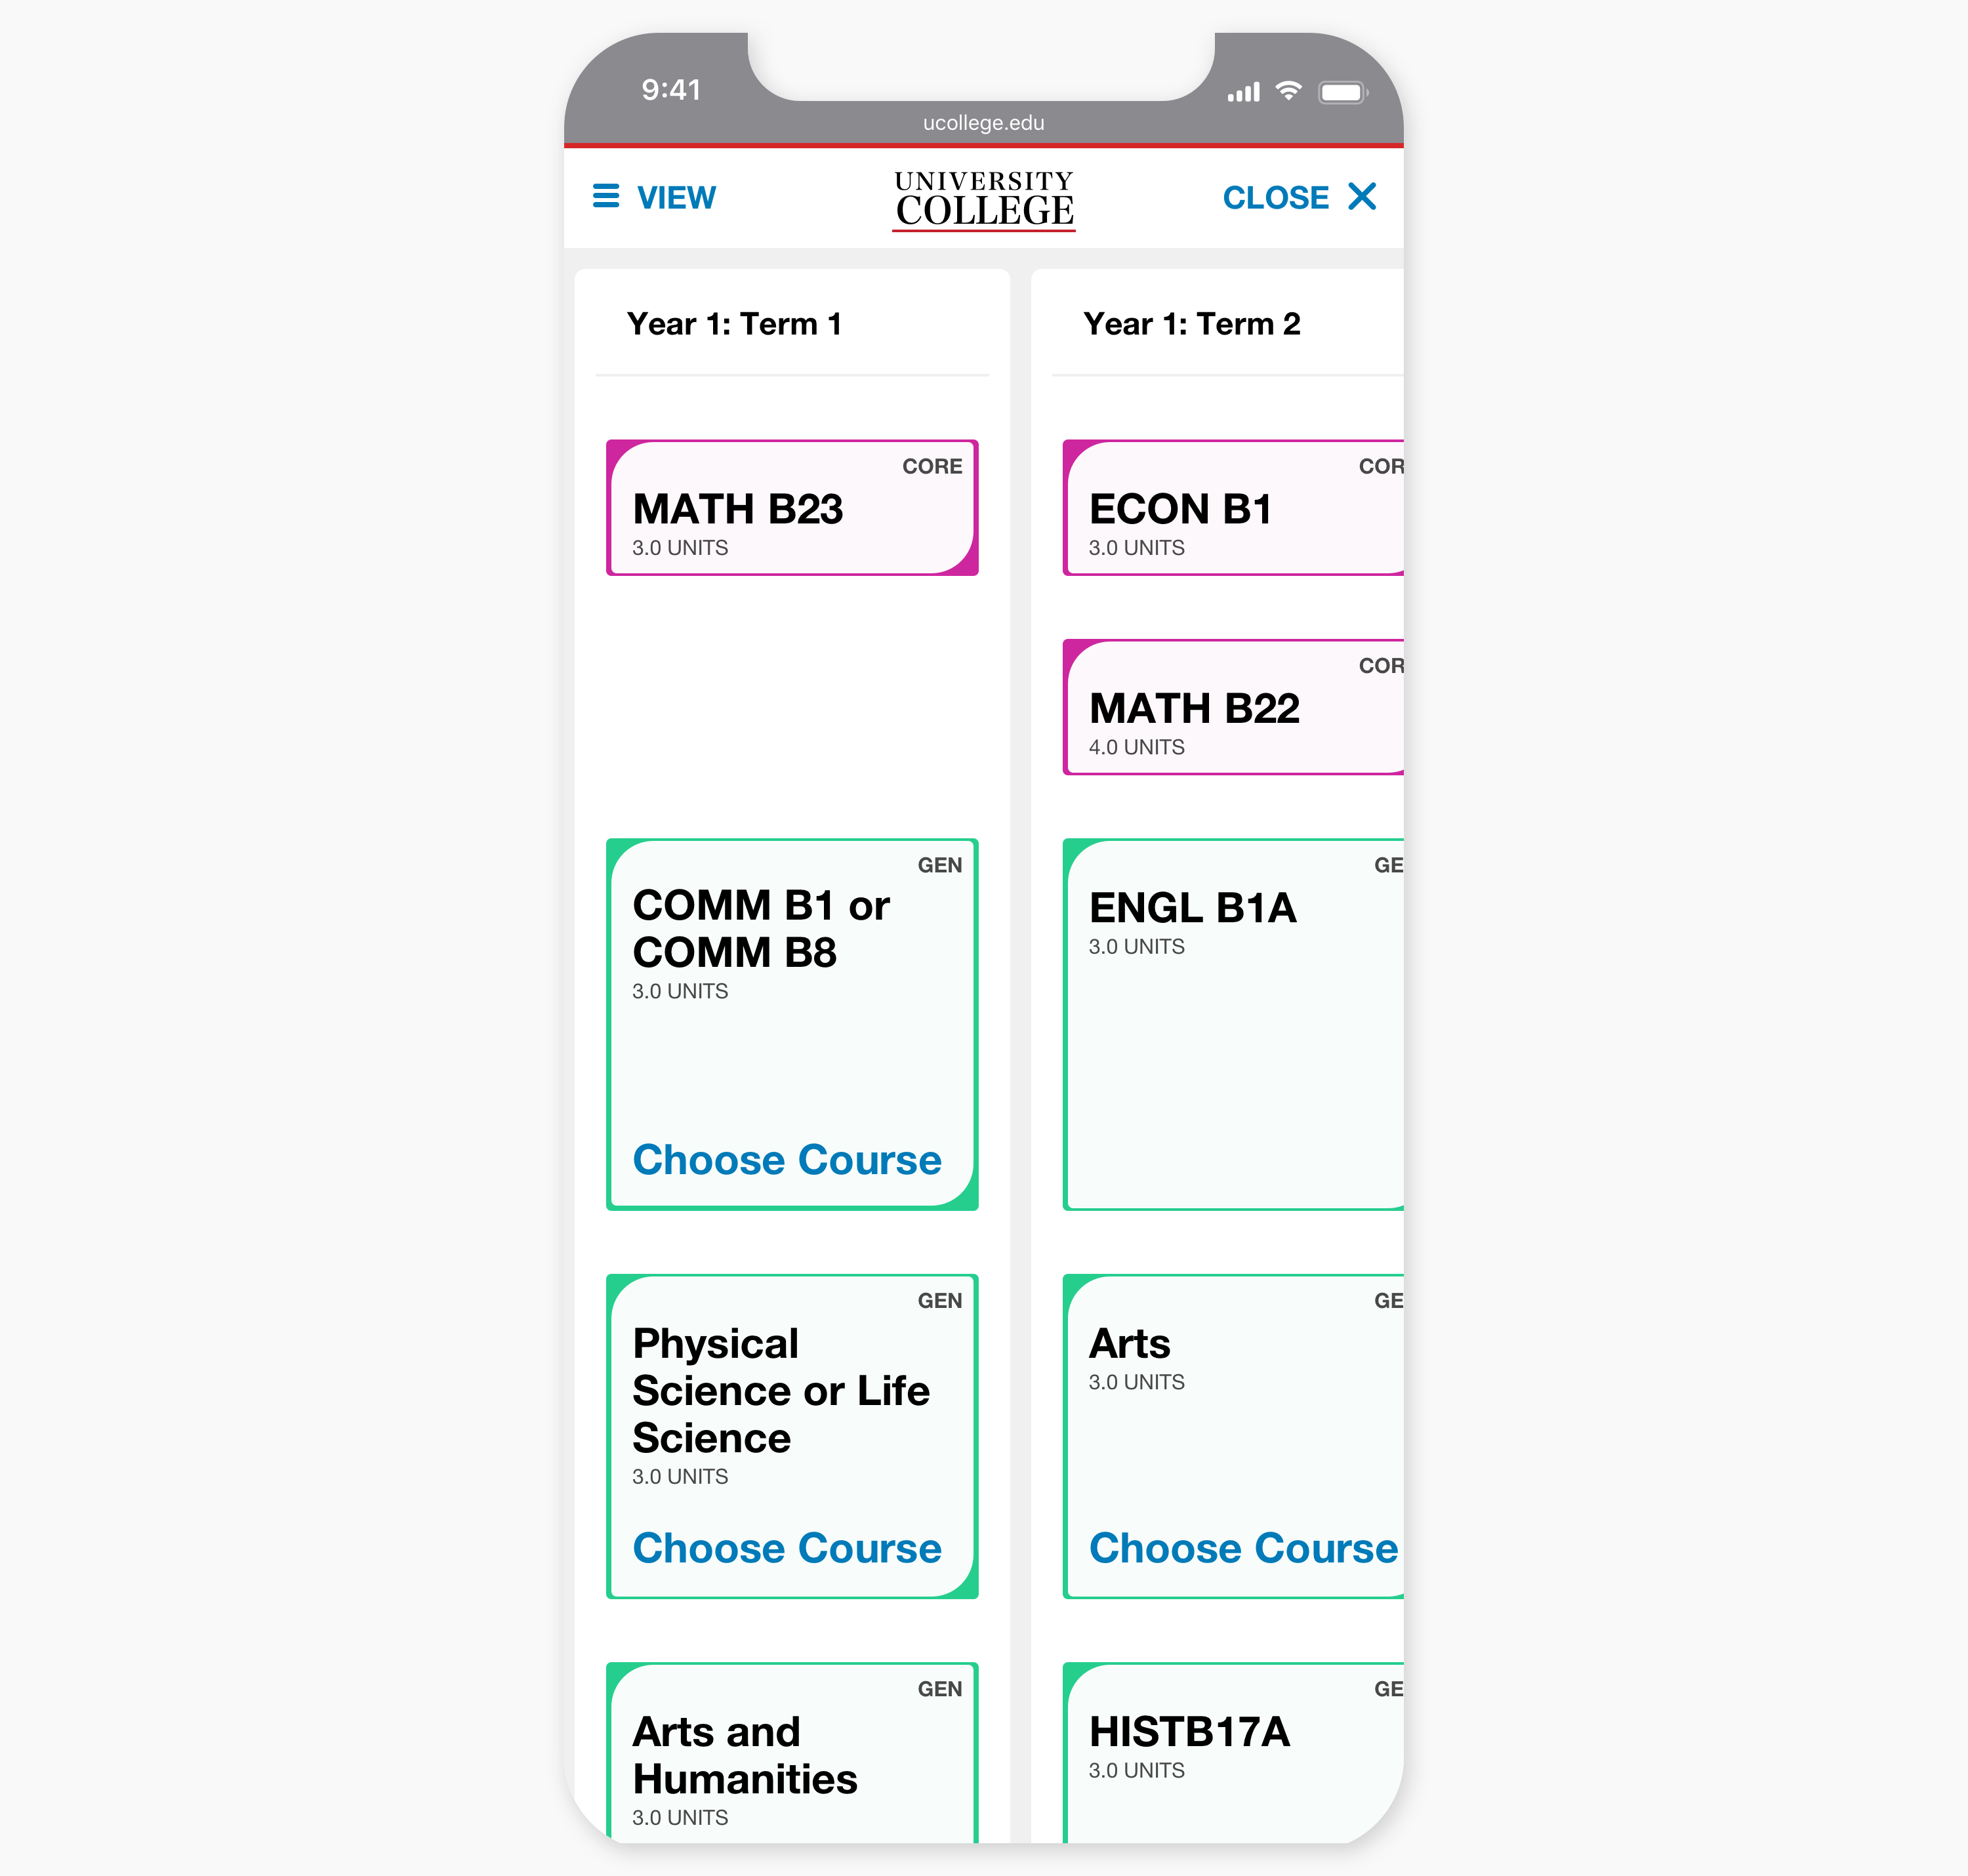 9:41
ucollege.edu
VIEW
UNIVERSITY
COLLEGE
CLOSE
Year 1: Term 1
CORE
MATH B23
3.0 UNITS
GEN
COMM B1 or
COMM B8
3.0 UNITS
Choose Course
GEN
Physical
Science or Life
Science
3.0 UNITS
Choose Course
GEN
Arts and
Humanities
3.0 UNITS
Year 1: Term 2
COR
ECON B1
3.0 UNITS
COR
MATH B22
4.0 UNITS
GE
ENGL B1A
3.0 UNITS
GE
Arts
3.0 UNITS
Choose Course
GE
HISTB17A
3.0 UNITS